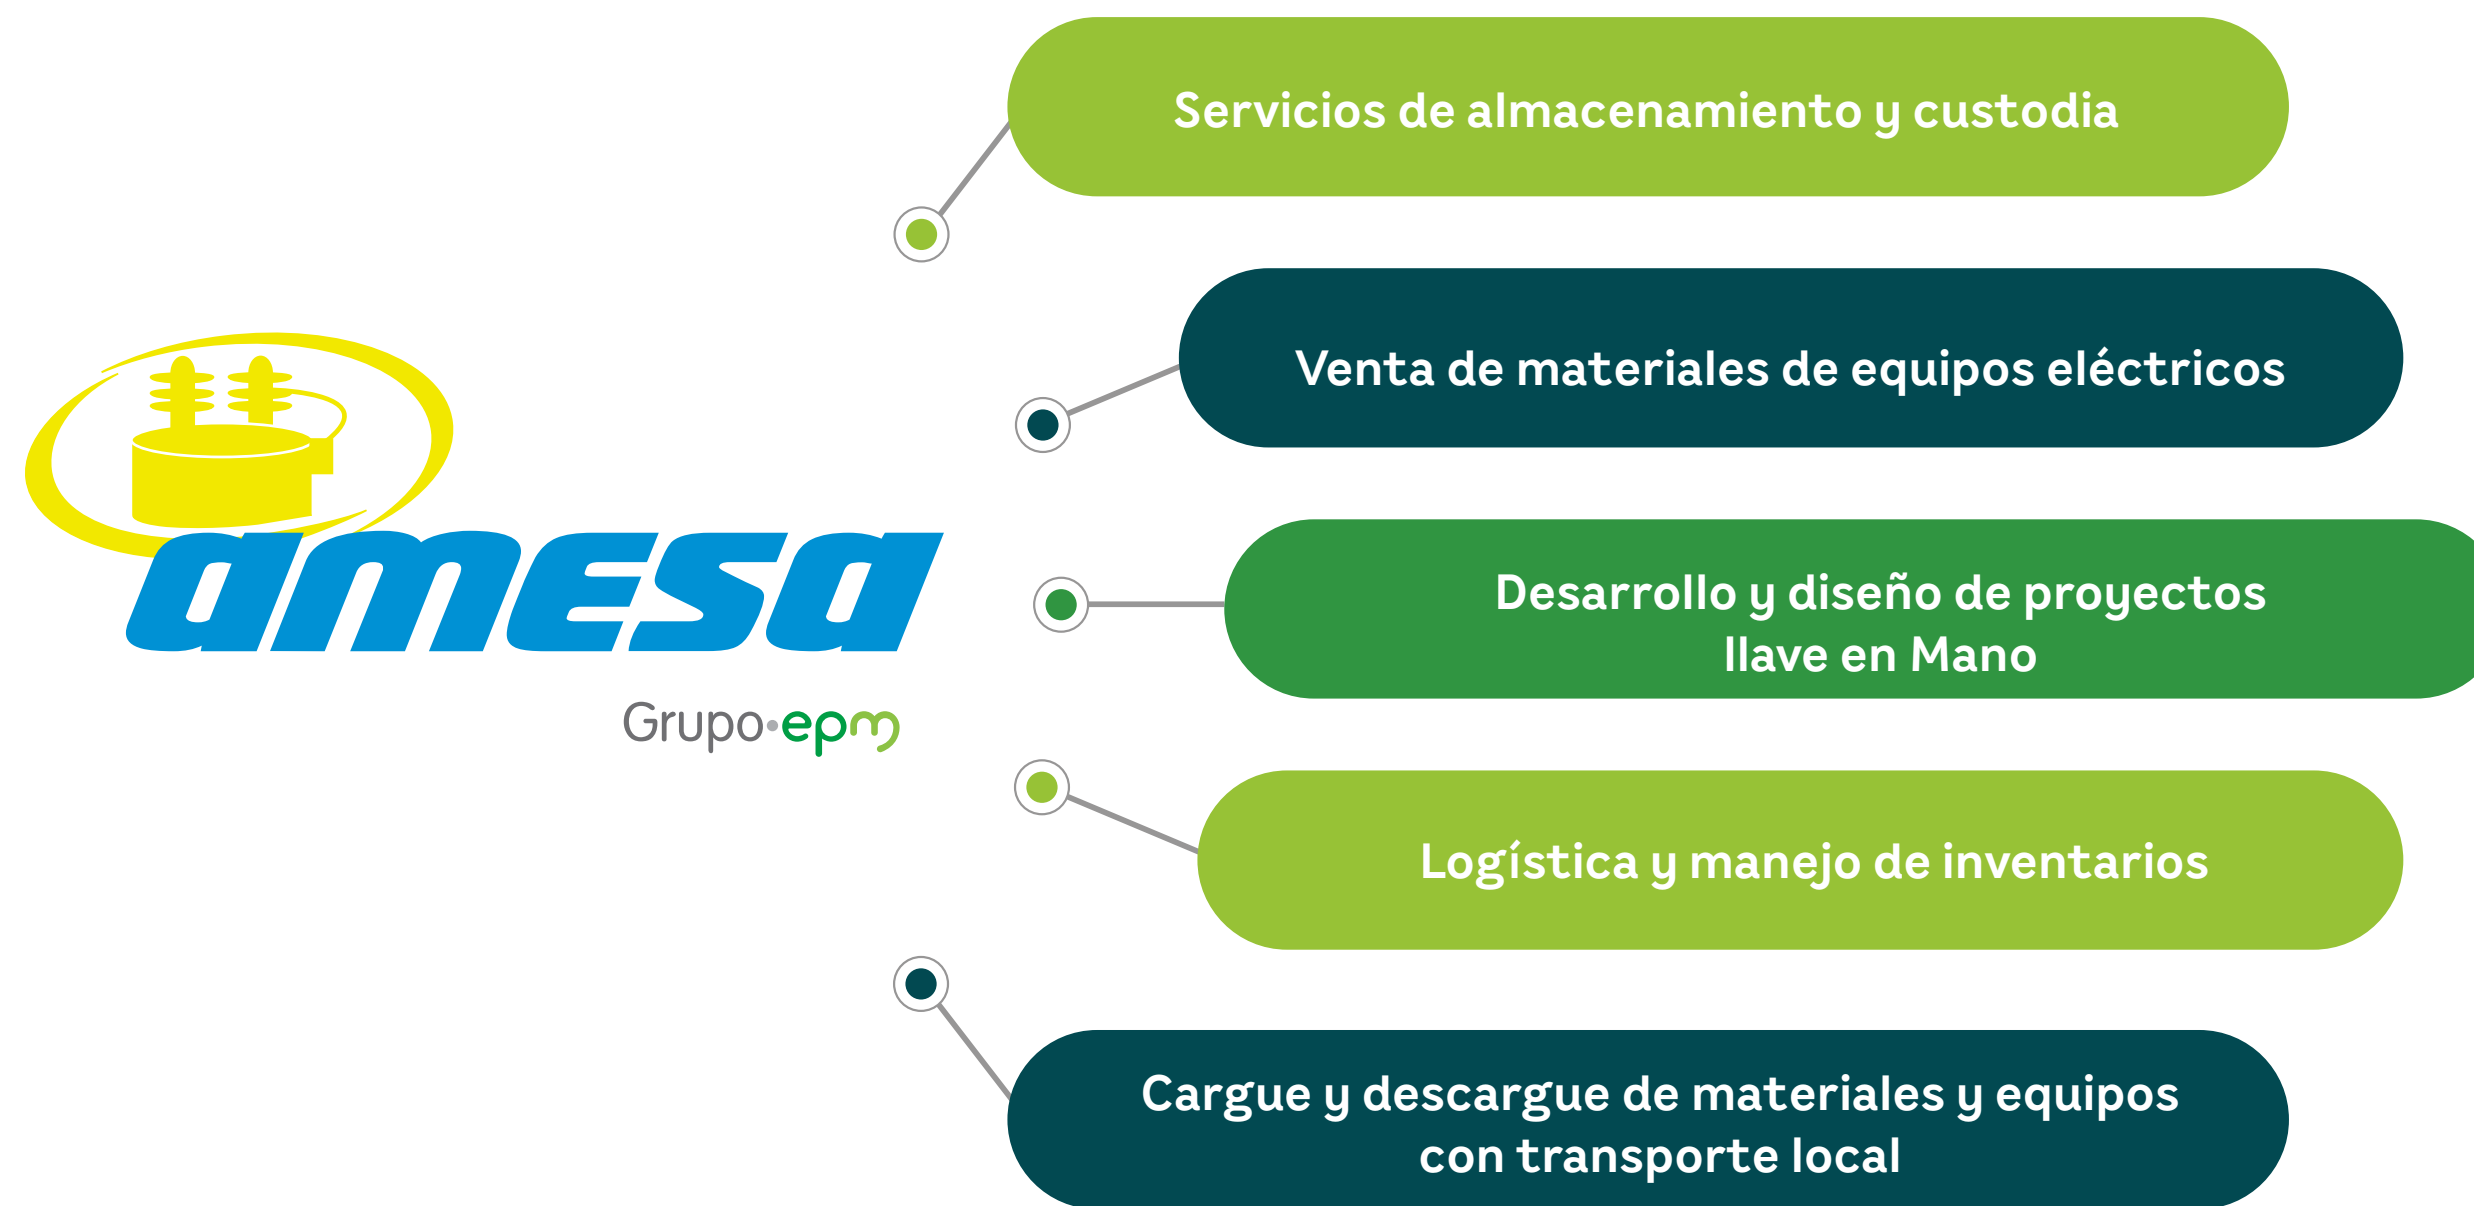 Servicios de almacenamiento y custodia
Venta de materiales de equipos eléctricos
amesa
Grupo·epm
Desarrollo y diseño de proyectos
llave en Mano
Logística y manejo de inventarios
Cargue y descargue de materiales y equipos
con transporte local